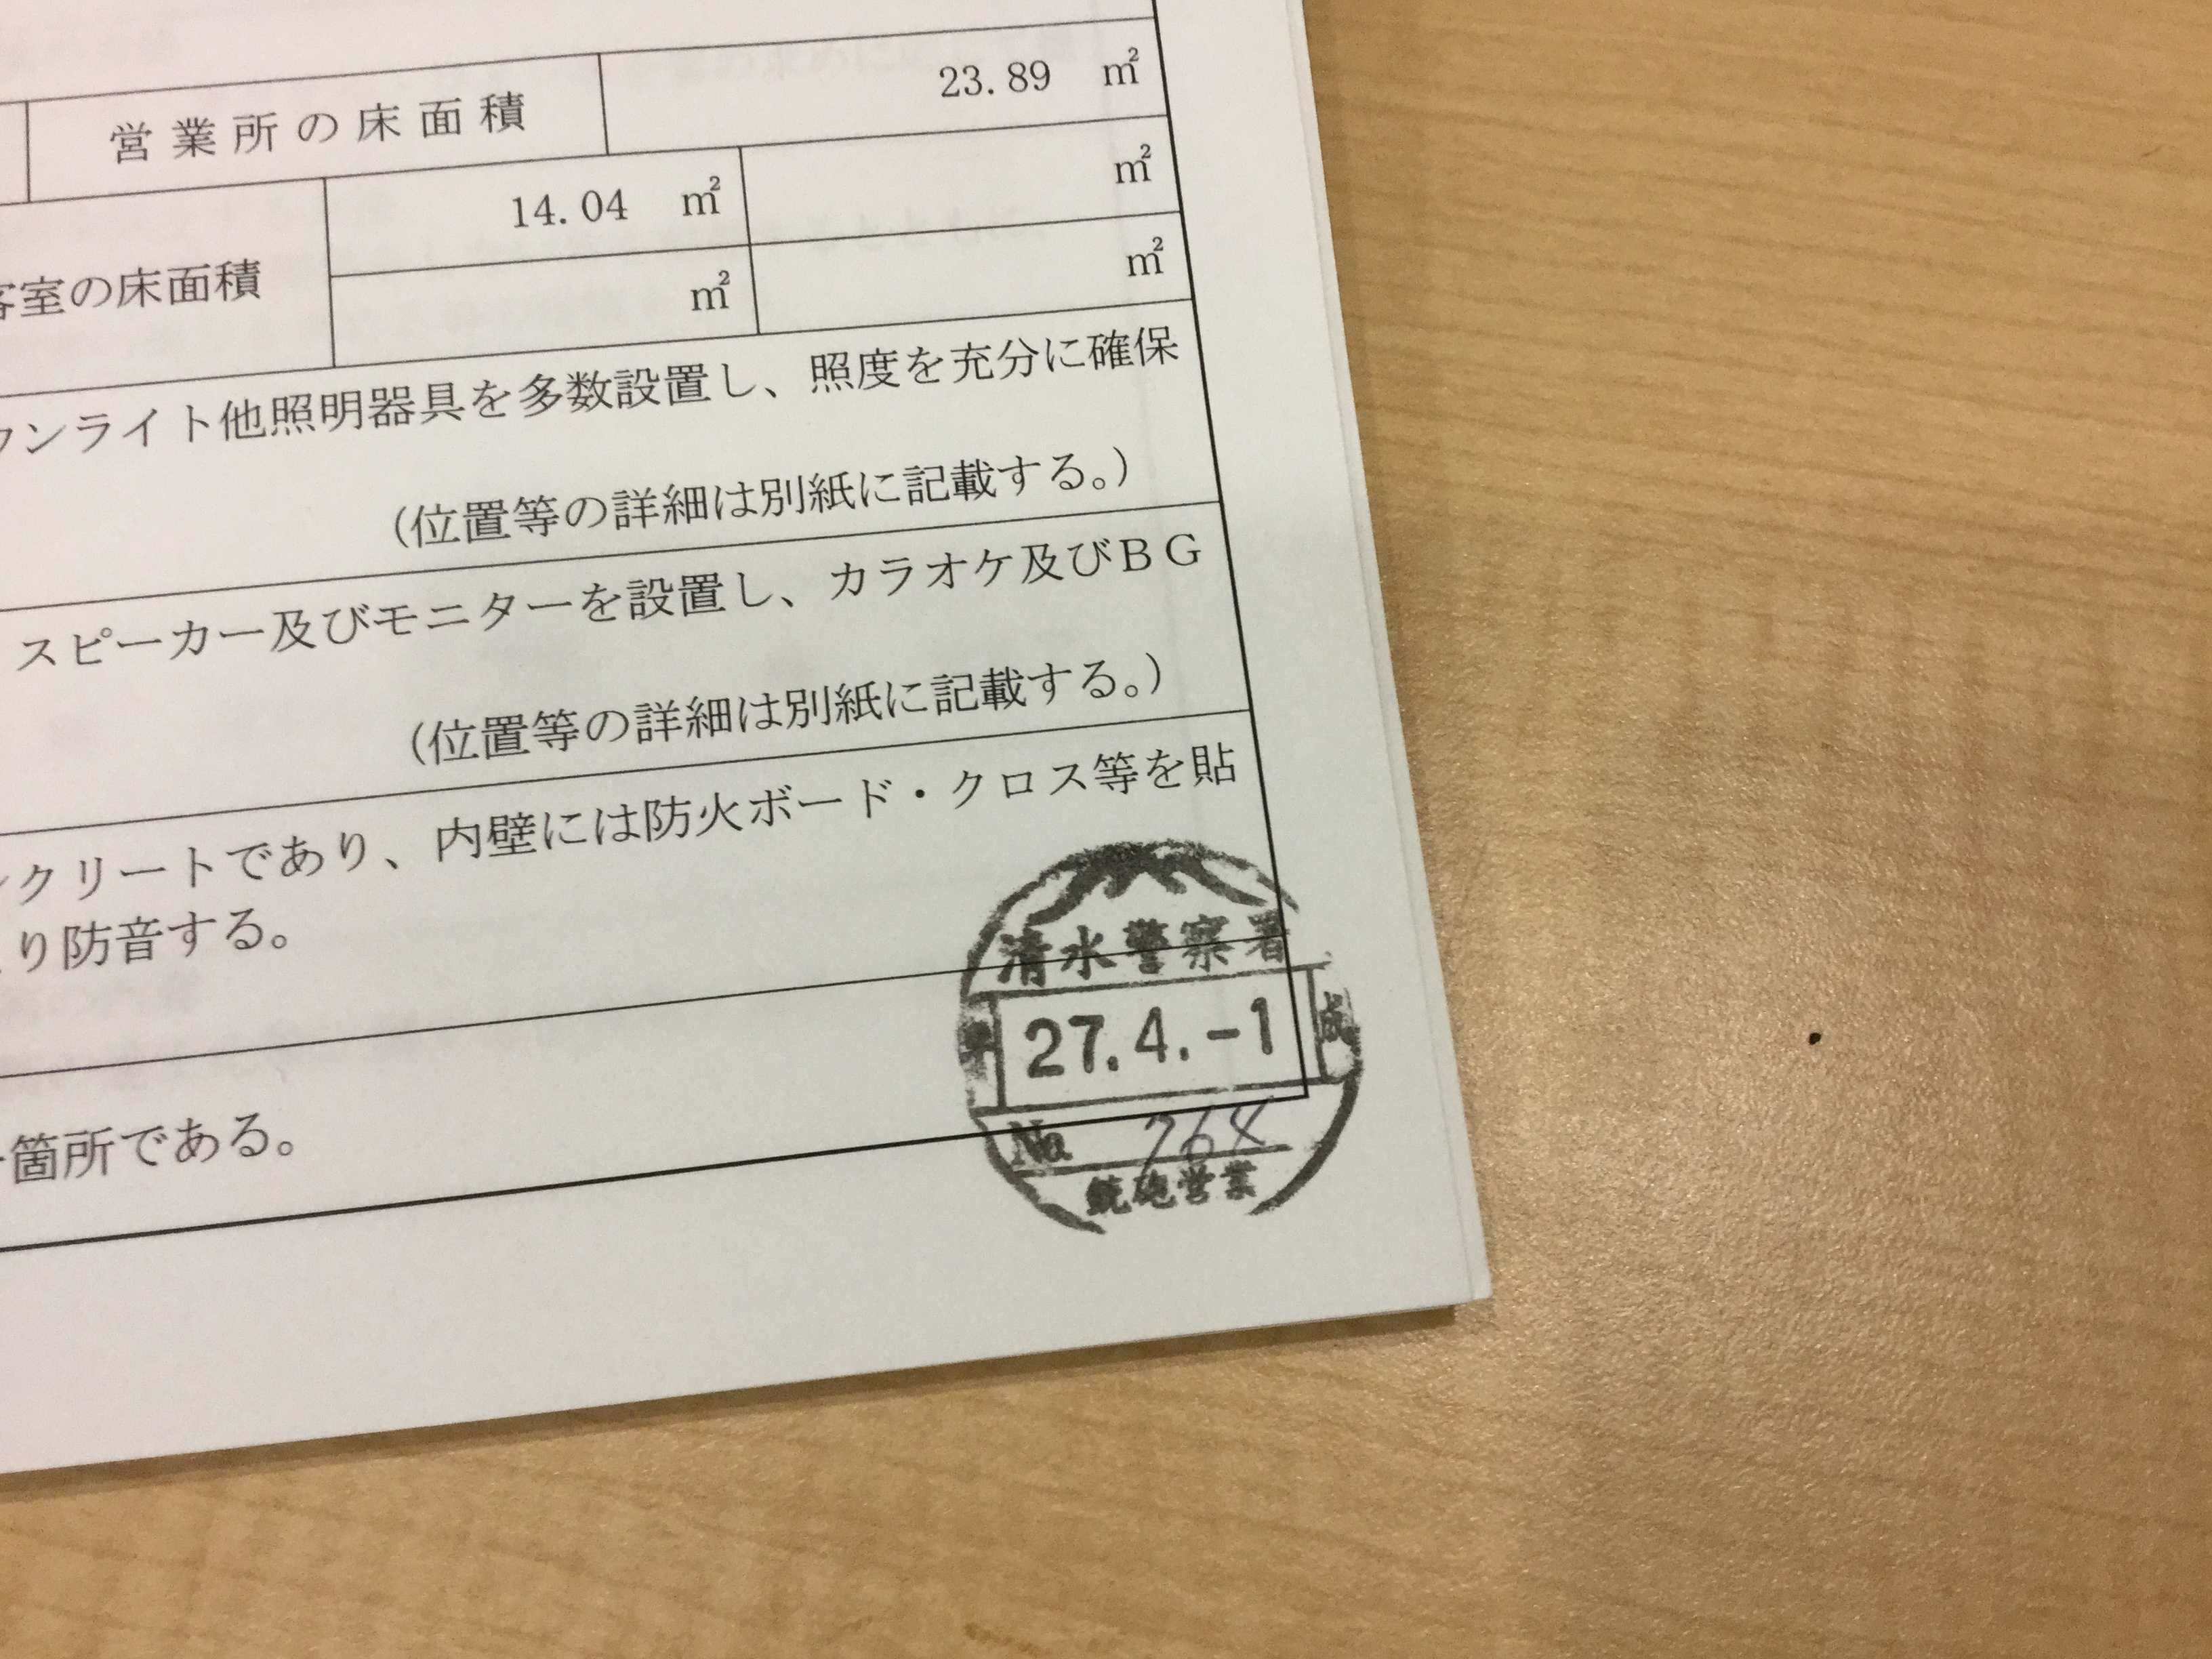 営業所の床面積 23.89 ㎡
14.04 ㎡ ㎡
客室の床面積
㎡ ㎡
ウンライト他照明器具を多数設置し、照度を充分に確保
(位置等の詳細は別紙に記載する。)
スピーカー及びモニターを設置し、カラオケ及びＢＧ
(位置等の詳細は別紙に記載する。)
ンクリートであり、内壁には防火ボード・クロス等を貼
り防音する。
箇所である。
清水警察署
27.4.-1
№ 764
銃砲営業